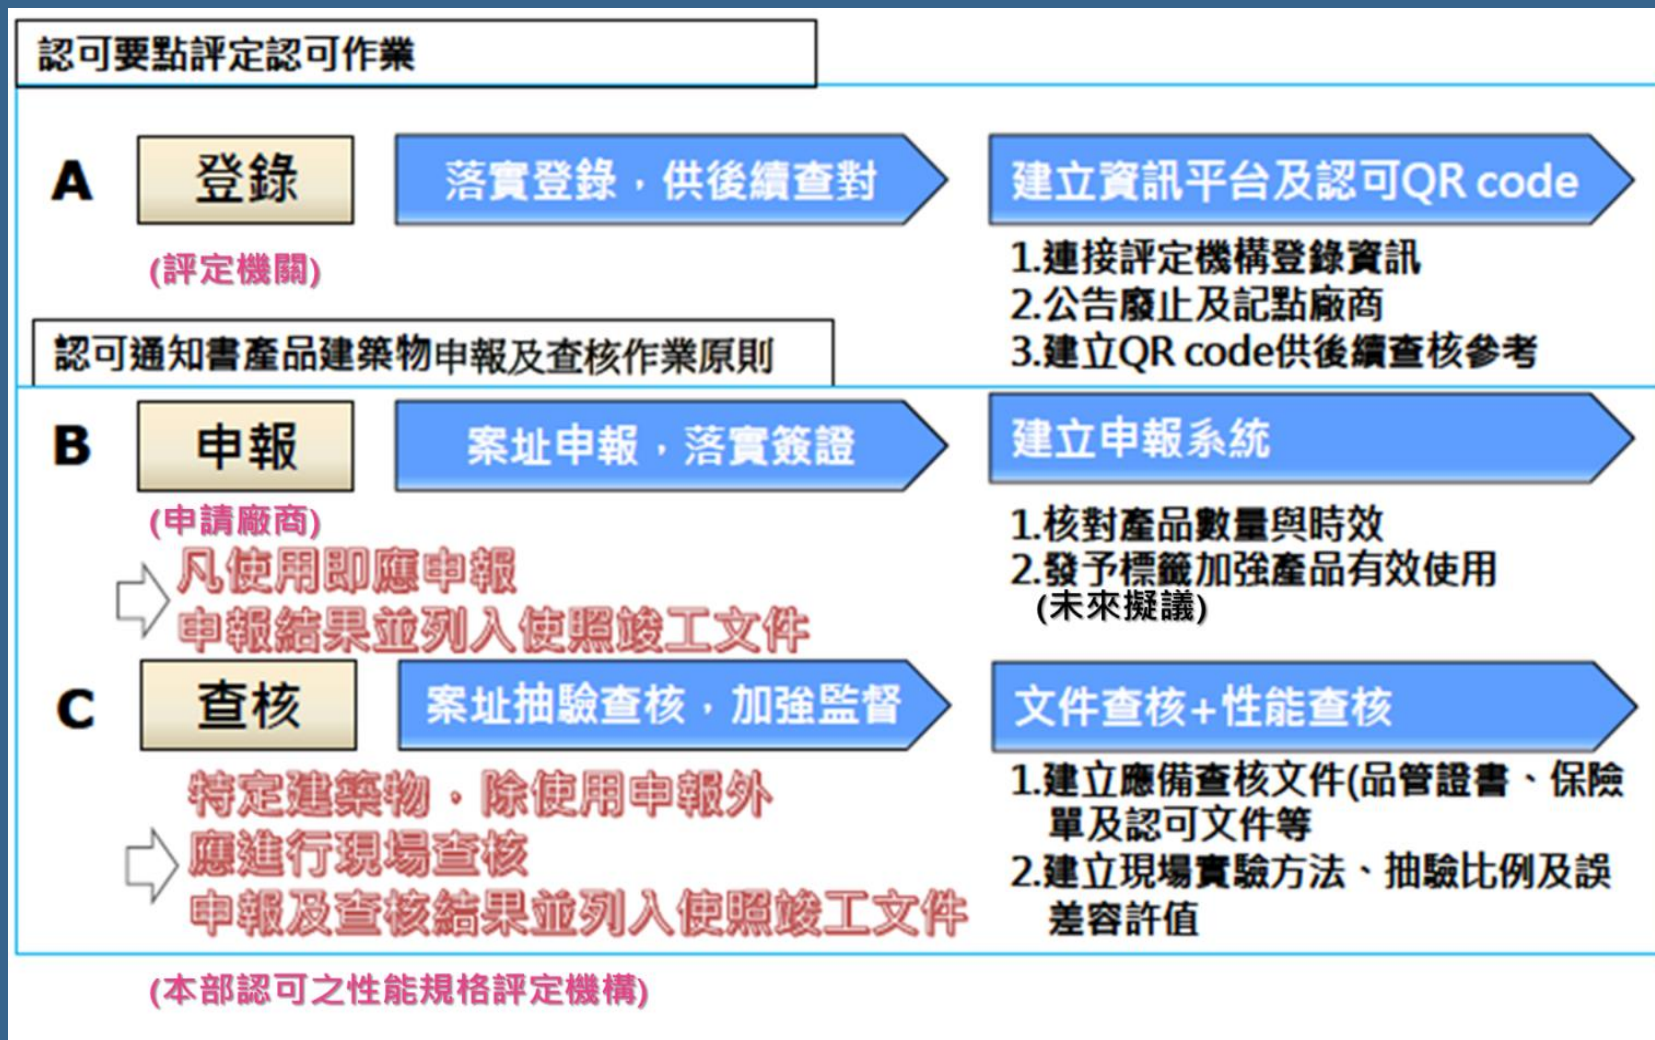 認可要點評定認可作業
A
登錄
落實登錄，供後續查對
建立資訊平台及認可QR code
(評定機關)
1.連接評定機構登錄資訊
2.公告廢止及記點廠商
3.建立QR code供後續查核參考
認可通知書產品建築物申報及查核作業原則
B
申報
案址申報，落實簽證
建立申報系統
(申請廠商)
凡使用即應申報
申報結果並列入使照竣工文件
1.核對產品數量與時效
2.發予標籤加強產品有效使用
(未來擬議)
C
查核
案址抽驗查核，加強監督
文件查核+性能查核
特定建築物，除使用申報外
應進行現場查核
申報及查核結果並列入使照竣工文件
1.建立應備查核文件(品管證書、保險
單及認可文件等
2.建立現場實驗方法、抽驗比例及誤
差容許值
(本部認可之性能規格評定機構)